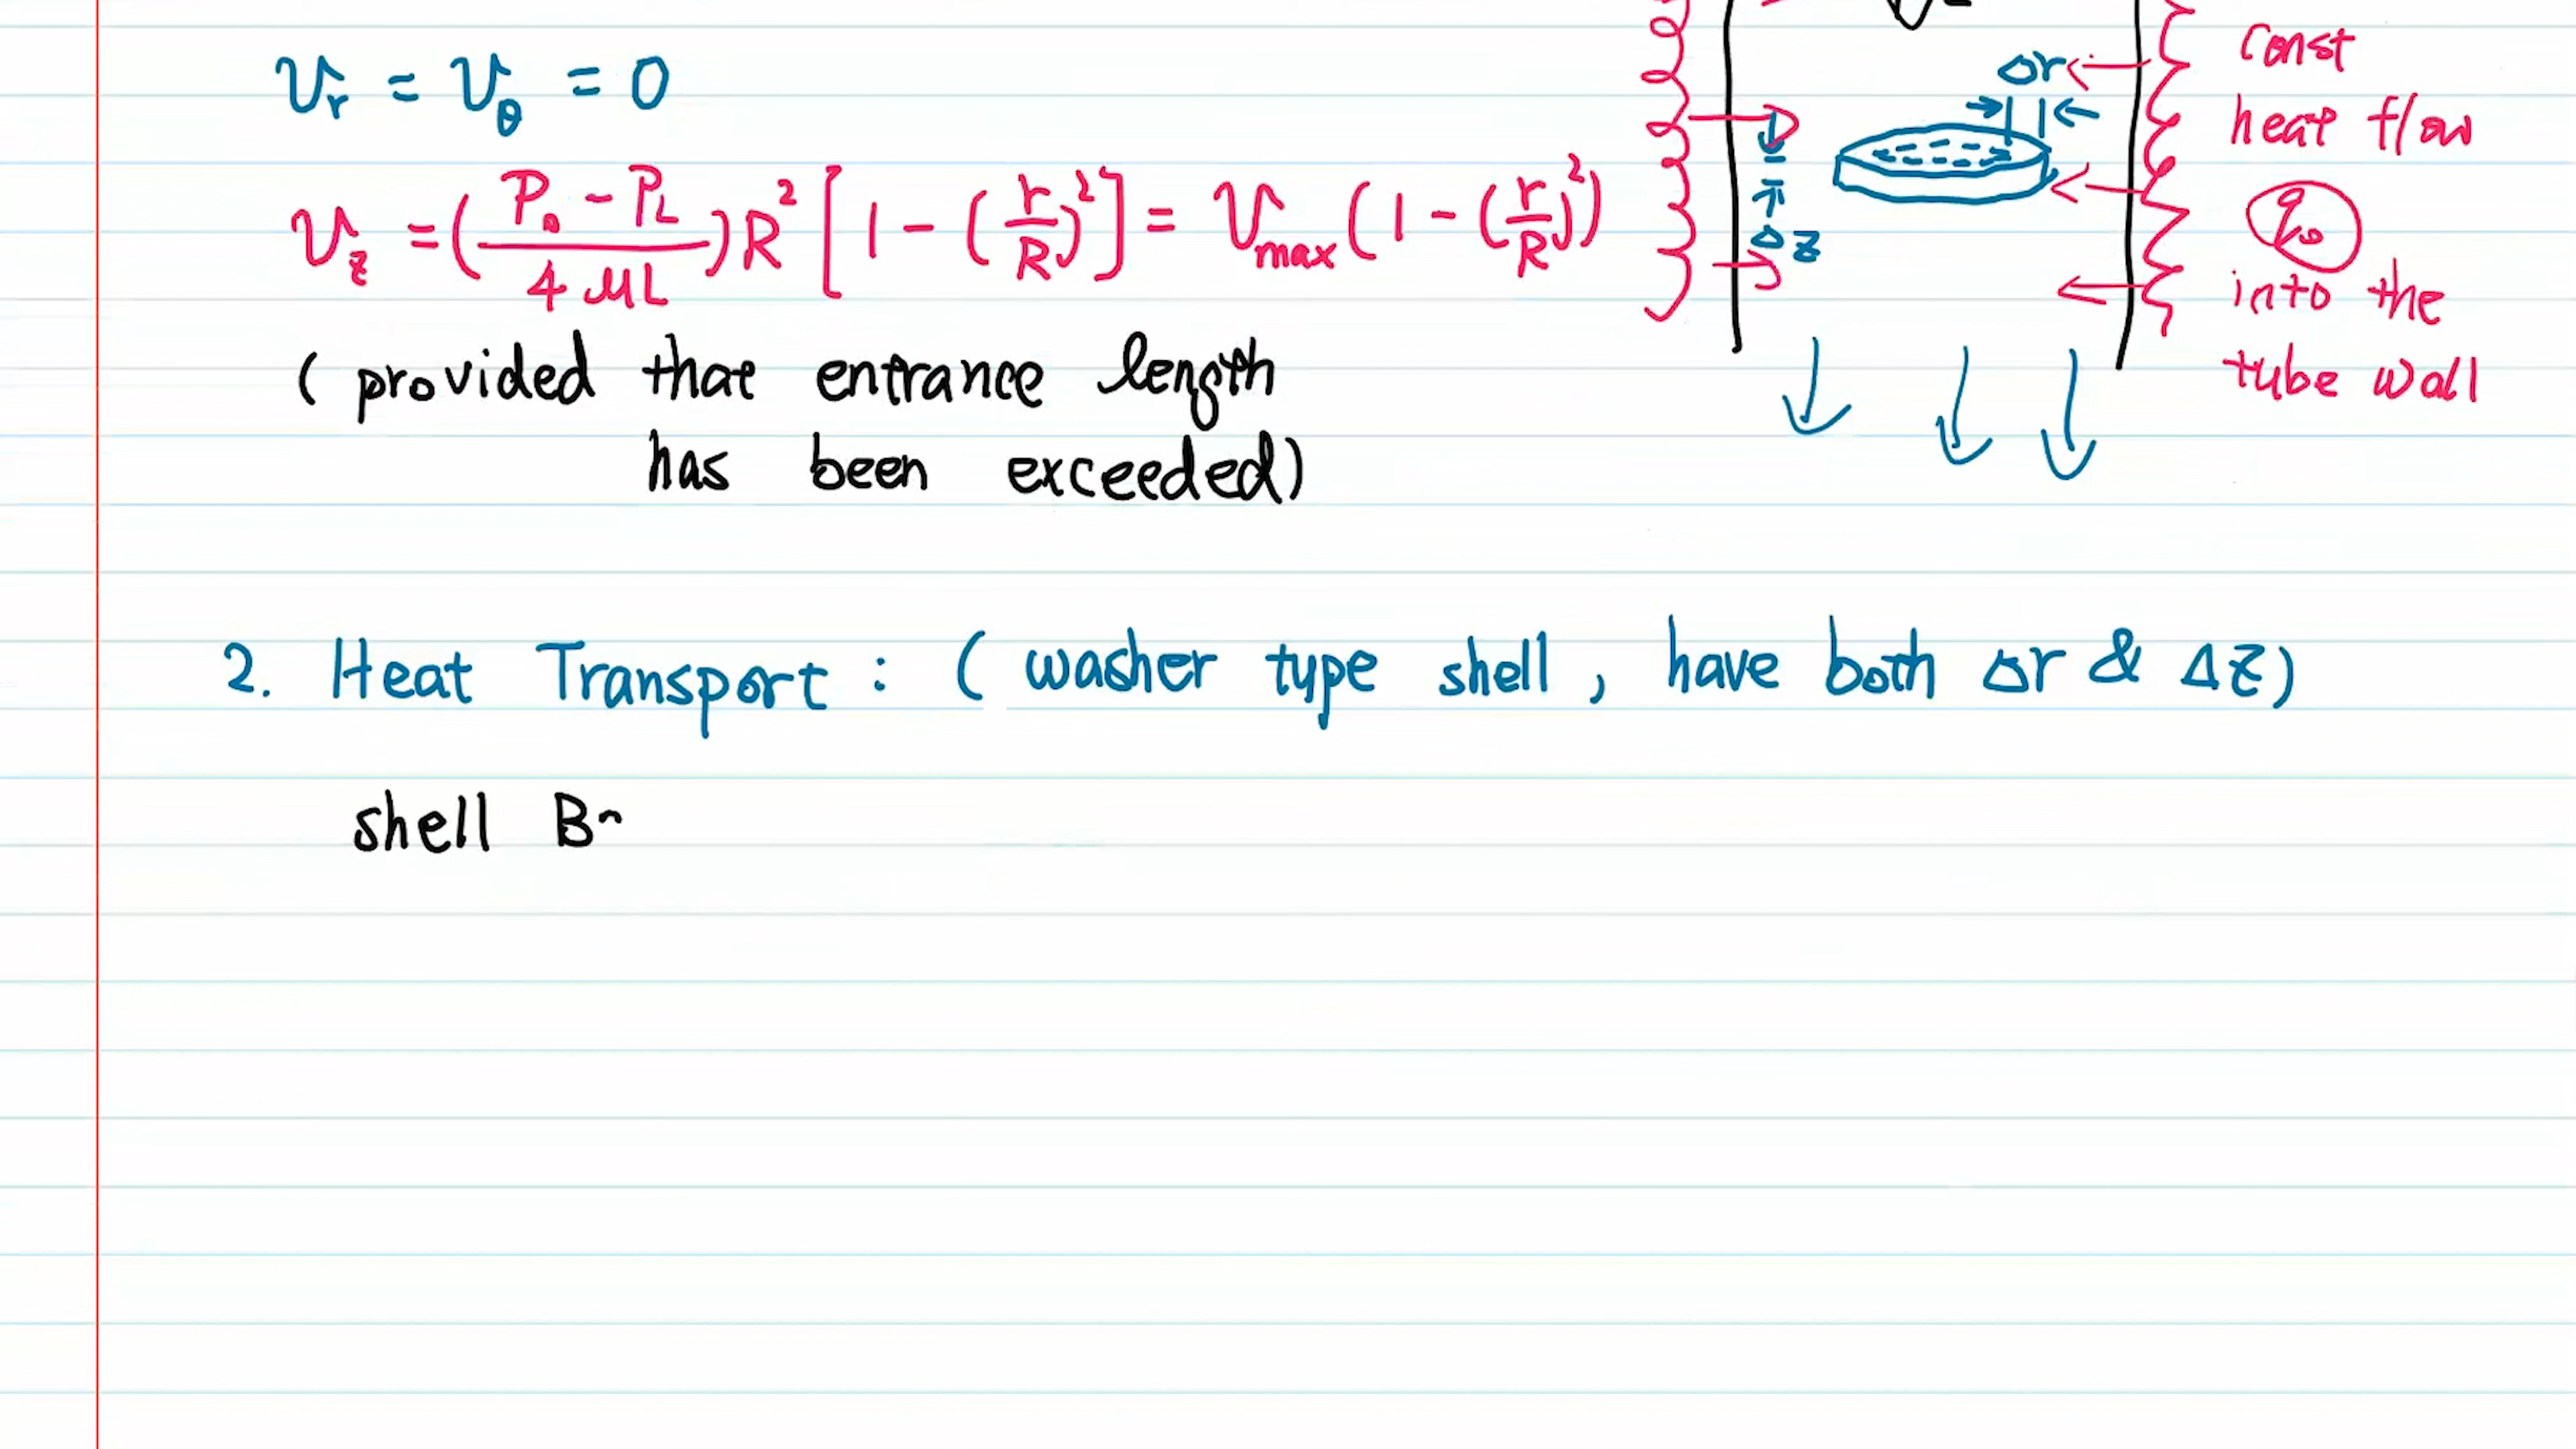 const
Δr
heat flow
v_r = v_θ = 0
v_z = (P_0 - P_L / 4μL) R² [1 - (r/R)²] = v_max (1 - (r/R)²)
q_0
Δz
into the
tube wall
(provided that entrance length
has been exceeded)
2. Heat Transport : (washer type shell, have both Δr & Δz)
shell B